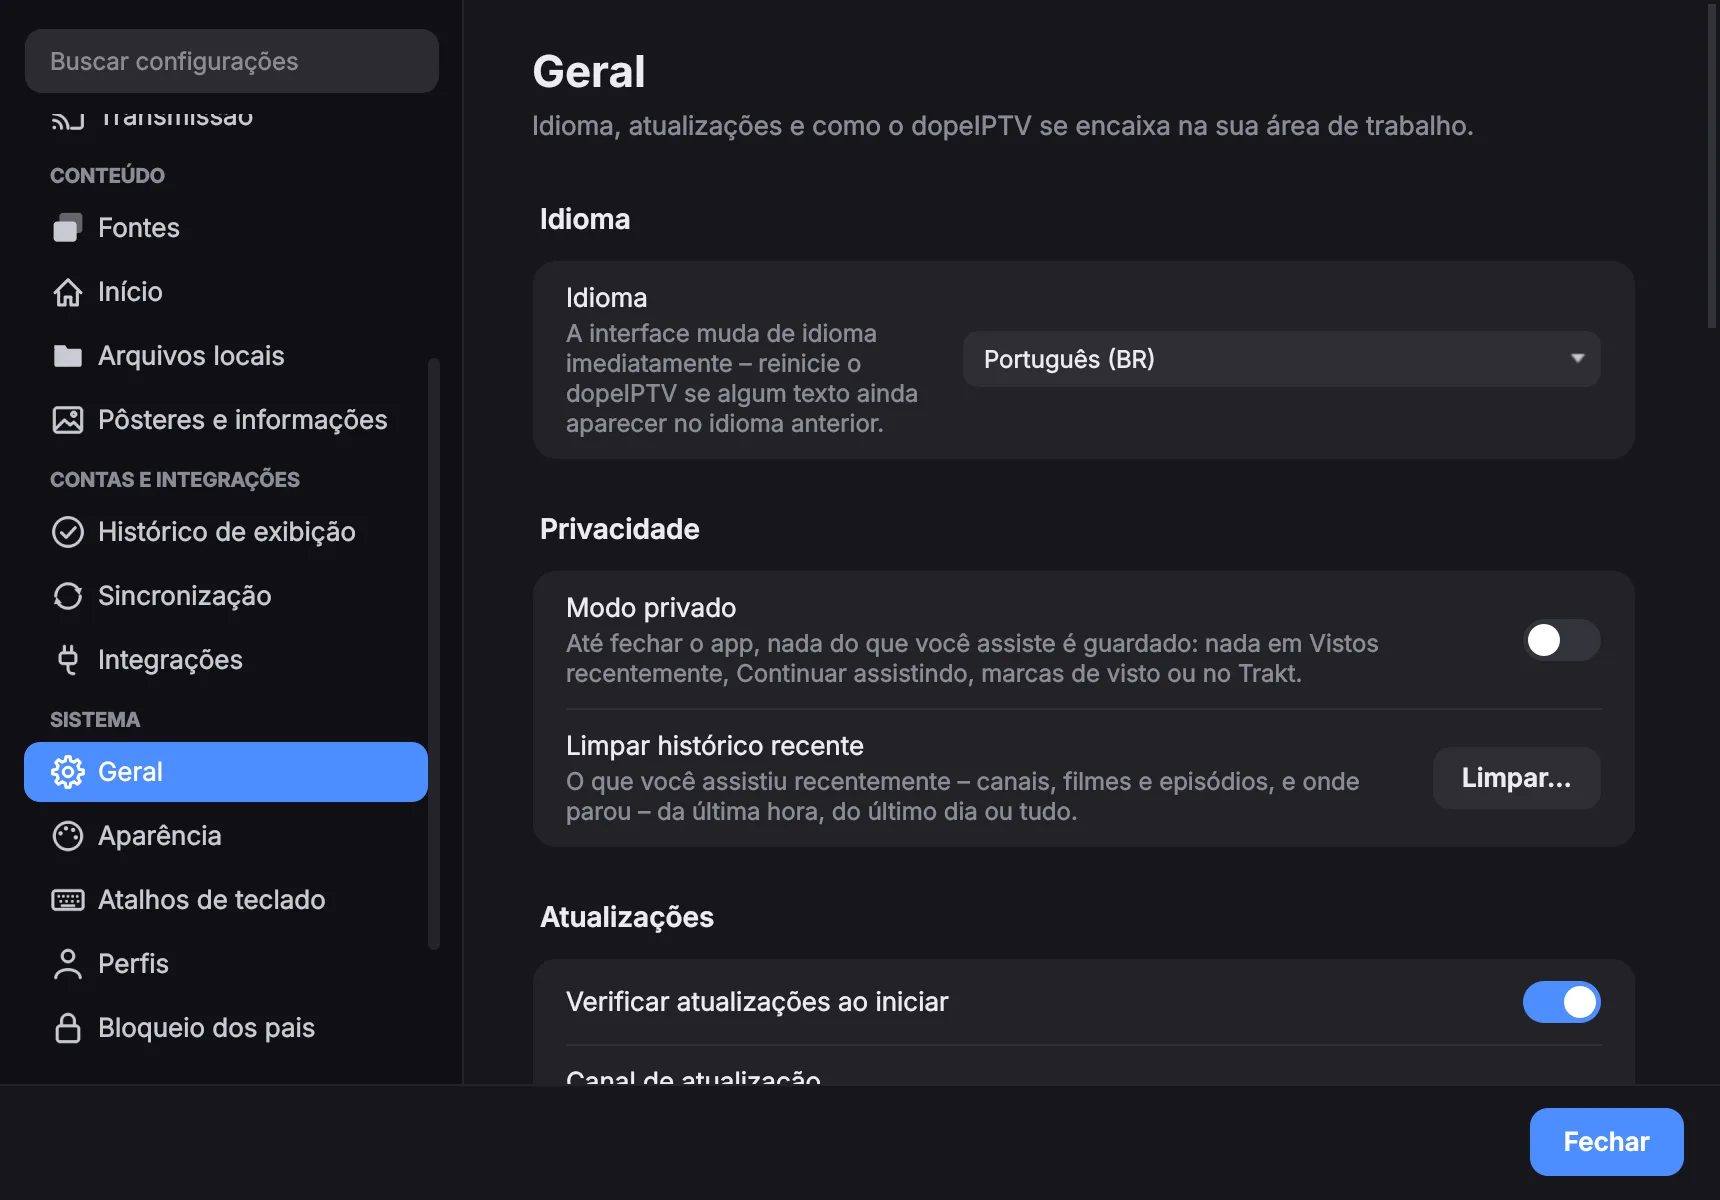 Buscar configurações
Transmissão
CONTEÚDO
Fontes
Início
Arquivos locais
Pôsteres e informações
CONTAS E INTEGRAÇÕES
Histórico de exibição
Sincronização
Integrações
SISTEMA
Geral
Aparência
Atalhos de teclado
Perfis
Bloqueio dos pais
Geral
Idioma, atualizações e como o dopeIPTV se encaixa na sua área de trabalho.
Idioma
Idioma
A interface muda de idioma
imediatamente – reinicie o
dopeIPTV se algum texto ainda
aparecer no idioma anterior.
Português (BR)
Privacidade
Modo privado
Até fechar o app, nada do que você assiste é guardado: nada em Vistos
recentemente, Continuar assistindo, marcas de visto ou no Trakt.
Limpar histórico recente
O que você assistiu recentemente – canais, filmes e episódios, e onde
parou – da última hora, do último dia ou tudo.
Limpar...
Atualizações
Verificar atualizações ao iniciar
Canal de atualização
Fechar